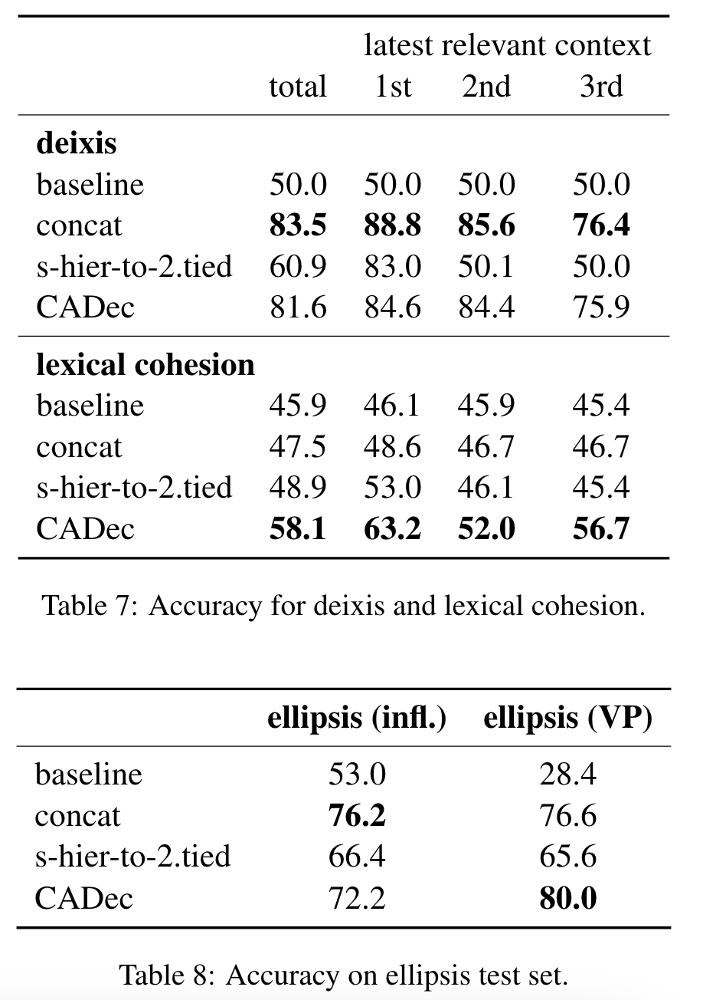 latest relevant context
total 1st 2nd 3rd
deixis
baseline 50.0 50.0 50.0 50.0
concat 83.5 88.8 85.6 76.4
s-hier-to-2.tied 60.9 83.0 50.1 50.0
CADec 81.6 84.6 84.4 75.9
lexical cohesion
baseline 45.9 46.1 45.9 45.4
concat 47.5 48.6 46.7 46.7
s-hier-to-2.tied 48.9 53.0 46.1 45.4
CADec 58.1 63.2 52.0 56.7
Table 7: Accuracy for deixis and lexical cohesion.
ellipsis (infl.) ellipsis (VP)
baseline 53.0 28.4
concat 76.2 76.6
s-hier-to-2.tied 66.4 65.6
CADec 72.2 80.0
Table 8: Accuracy on ellipsis test set.